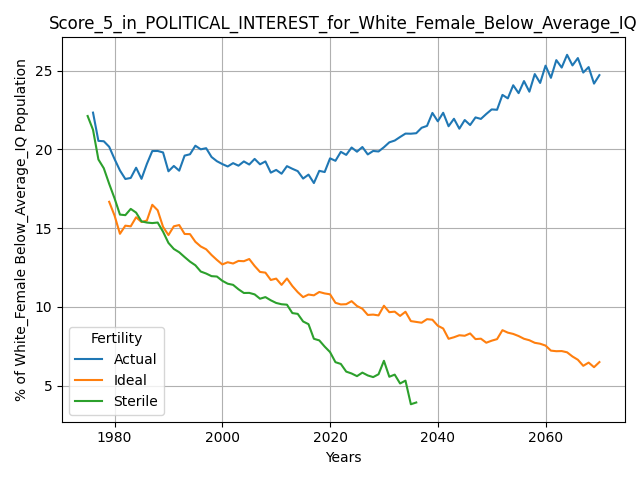 Score_5_in_POLITICAL_INTEREST_for_White_Female_Below_Average_IQ
% of White_Female Below_Average_IQ Population
25
20
15
10
5
Fertility
Actual
Ideal
Sterile
1980 2000 2020 2040 2060
Years